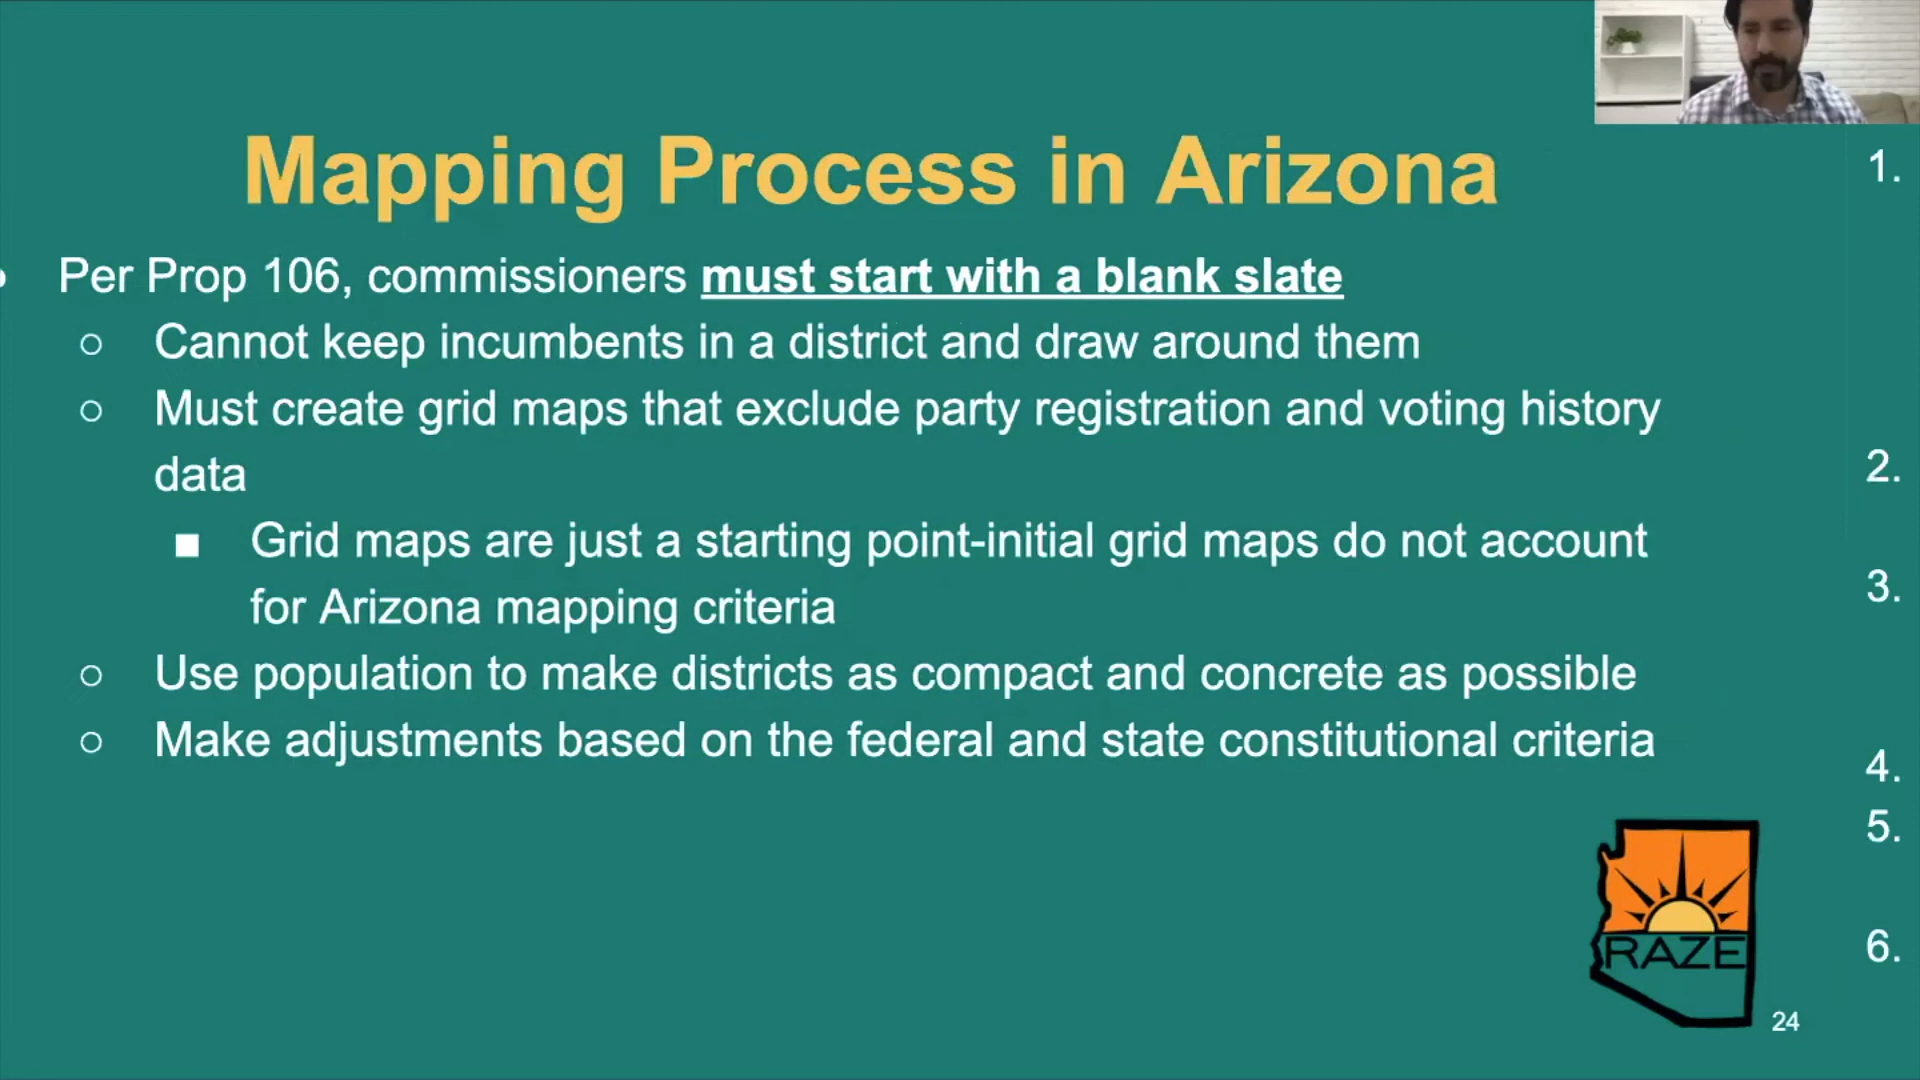 Mapping Process in Arizona
Per Prop 106, commissioners must start with a blank slate
Cannot keep incumbents in a district and draw around them
Must create grid maps that exclude party registration and voting history
data
Grid maps are just a starting point-initial grid maps do not account
for Arizona mapping criteria
Use population to make districts as compact and concrete as possible
Make adjustments based on the federal and state constitutional criteria
RAZE
24
1.
2.
3.
4.
5.
6.